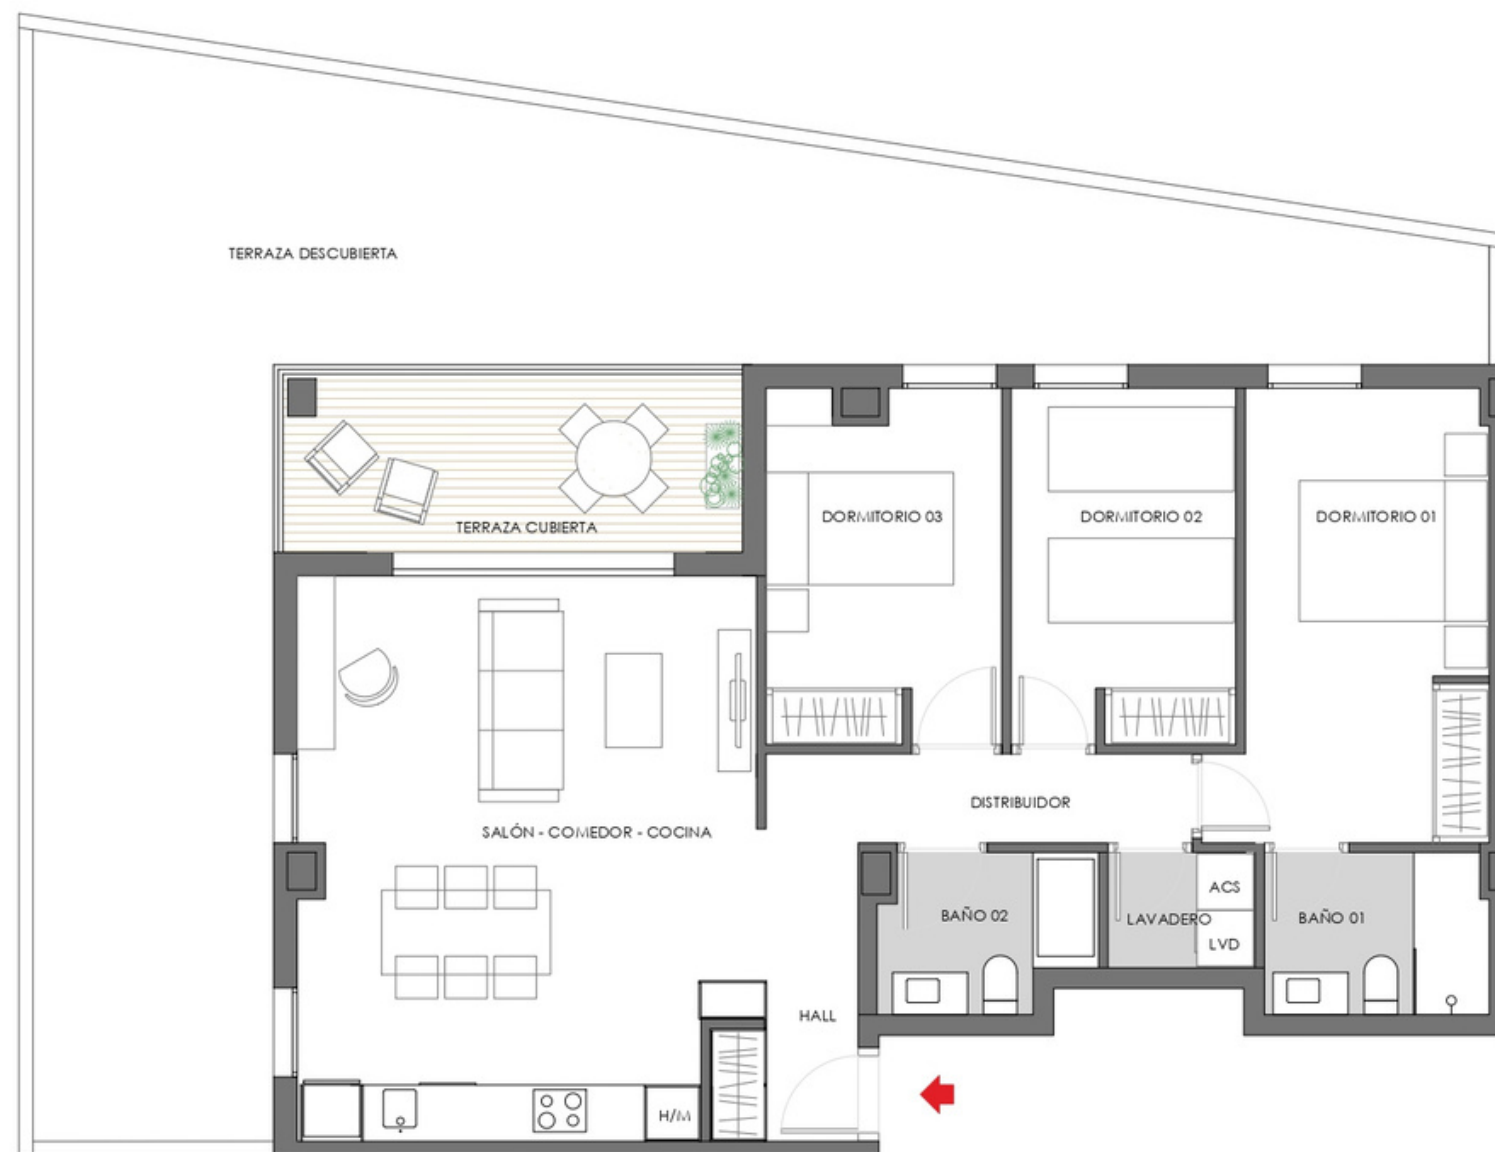 TERRAZA DESCUBIERTA
TERRAZA CUBIERTA
DORMITORIO 03
DORMITORIO 02
DORMITORIO 01
DISTRIBUIDOR
SALÓN - COMEDOR - COCINA
ACS
BAÑO 02
LAVADERO
BAÑO 01
LVD
HALL
H/M